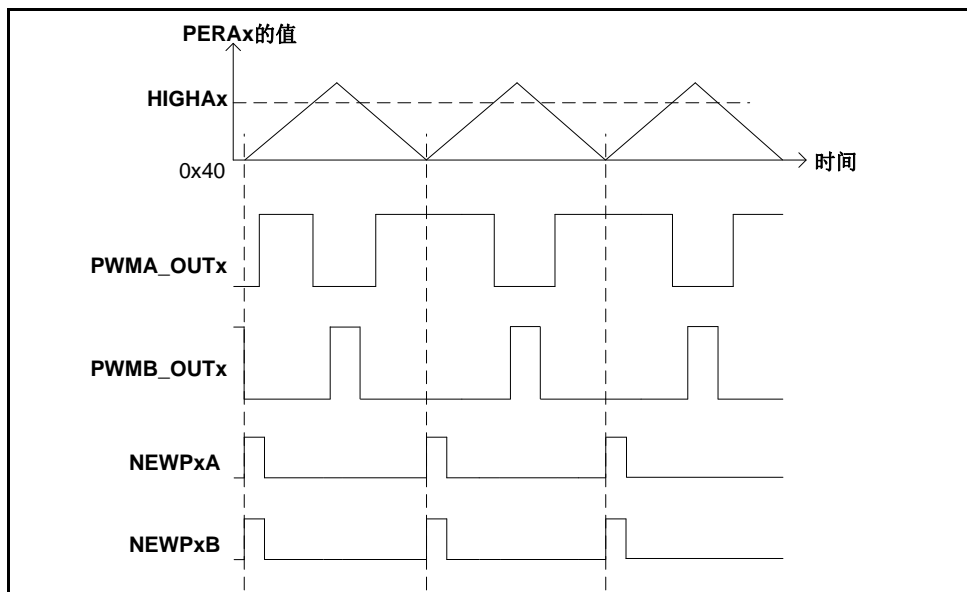 PERAx的值
HIGHAx
0x40
时间
PWMA_OUTx
PWMB_OUTx
NEWPxA
NEWPxB